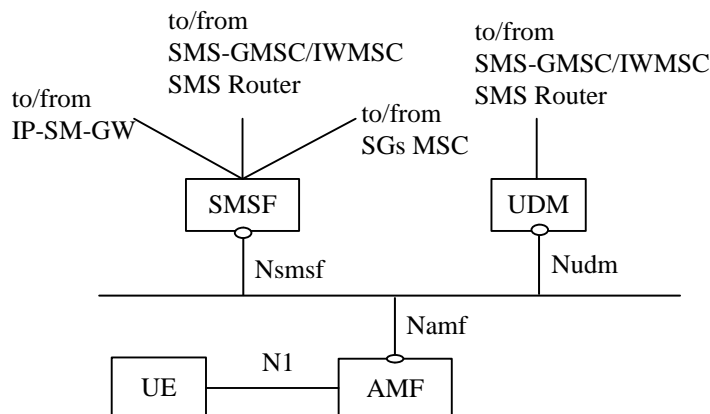 to/from
SMS-GMSC/IWMSC
SMS Router
to/from
SMS-GMSC/IWMSC
SMS Router
to/from
IP-SM-GW
to/from
SGs MSC
SMSF
UDM
Nsmsf
Nudm
Namf
N1
UE
AMF